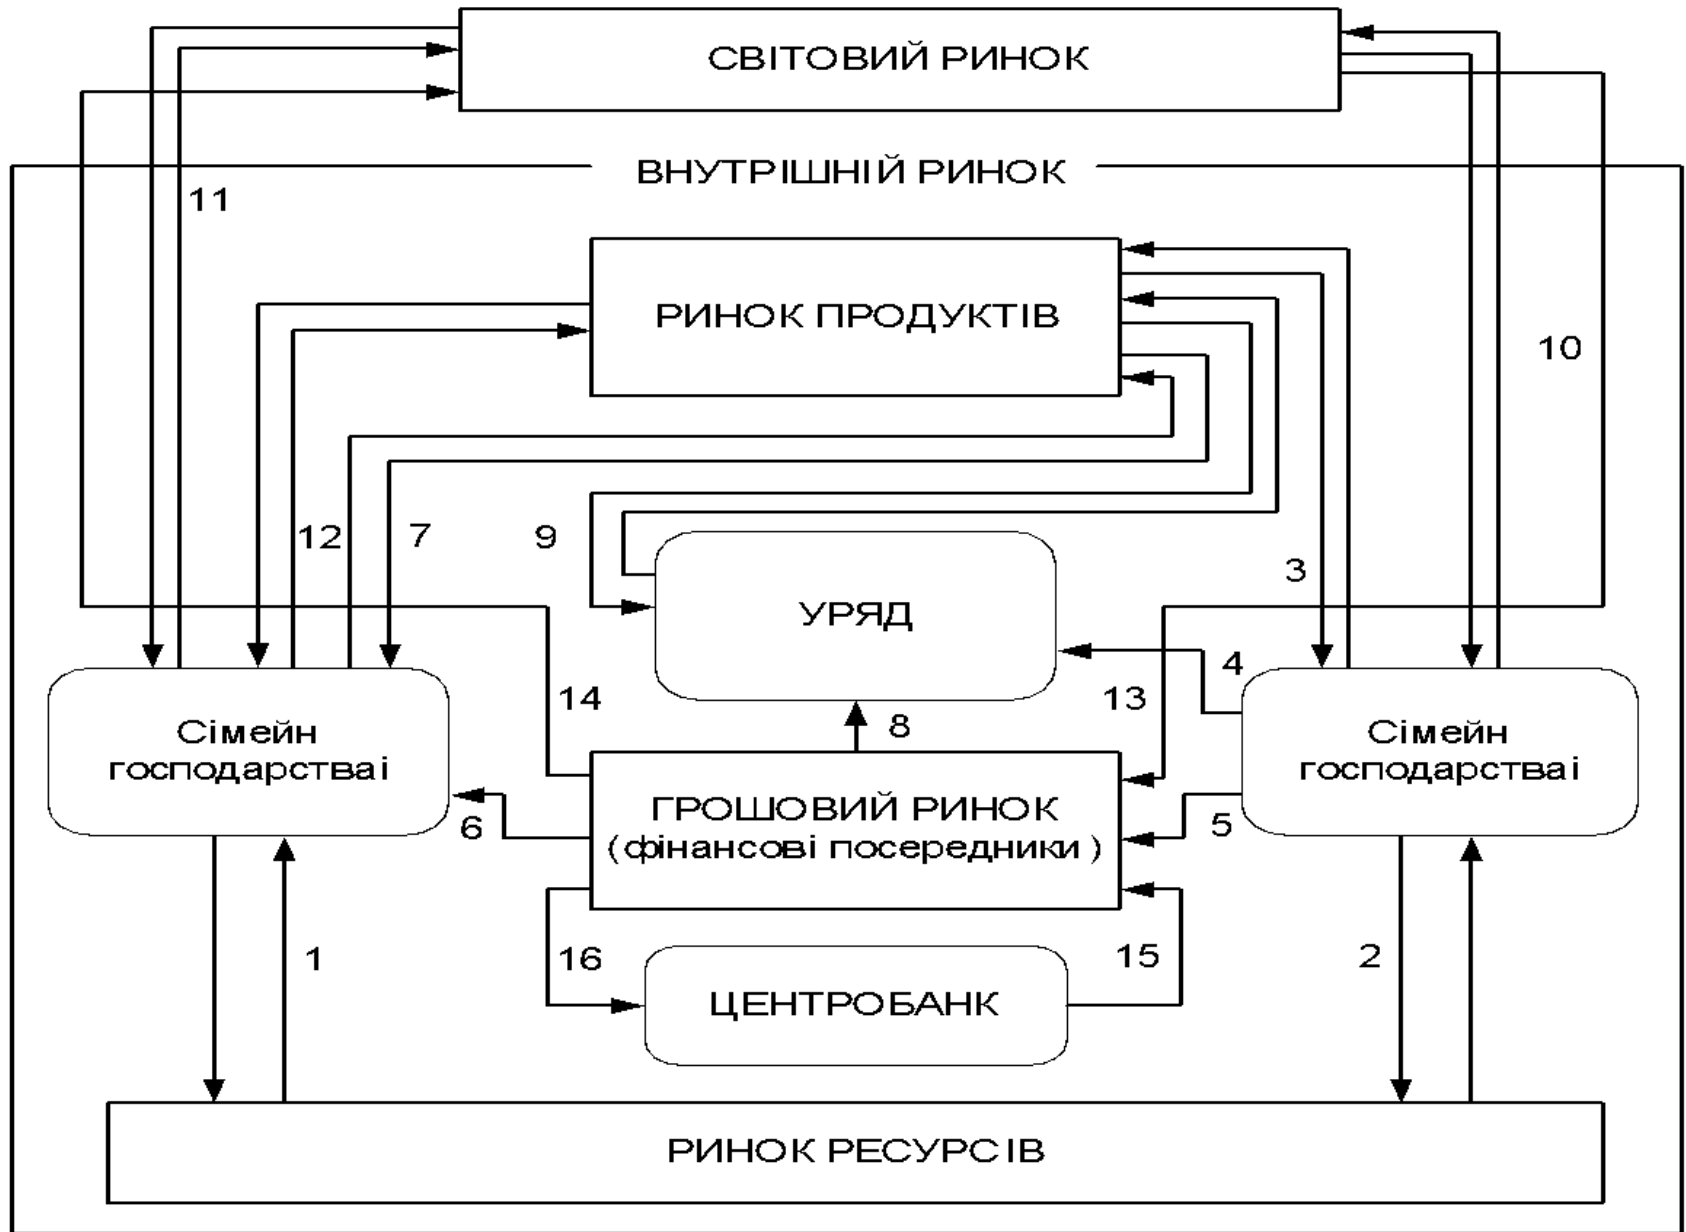 СВІТОВИЙ РИНОК
ВНУТРІШНІЙ РИНОК
11
РИНОК ПРОДУКТІВ
10
12
7
9
3
УРЯД
4
14
13
8
Сімейн
господарстваі
Сімейн
господарстваі
ГРОШОВИЙ РИНОК
(фінансові посередники)
6
5
16
15
1
2
ЦЕНТРОБАНК
РИНОК РЕСУРСІВ